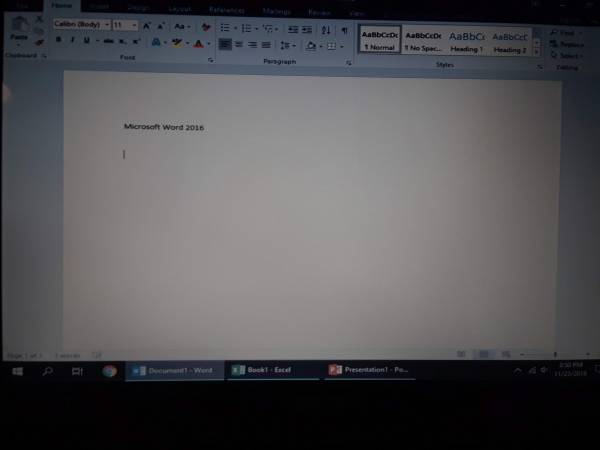 Home Insert Design Layout References Mailings Review View
Calibri (Body) 11 Aa
Paste
B I U abc
AaBbCcDc AaBbCcDc AaBbCc AaBbCcC
¶ Normal ¶ No Spac... Heading 1 Heading 2
Find
Replace
Select
Clipboard Font Paragraph Styles Editing
Microsoft Word 2016
Page 1 of 1 3 words
Document1 - Word Book1 - Excel Presentation1 - Po...
3:50 PM
11/23/2018